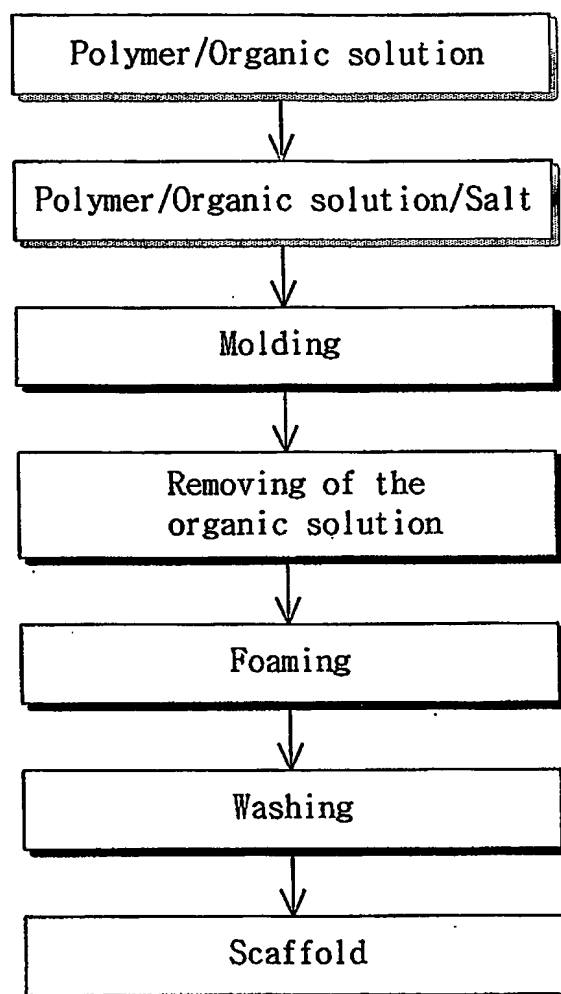 Polymer/Organic solution
Polymer/Organic solution/Salt
Molding
Removing of the
organic solution
Foaming
Washing
Scaffold